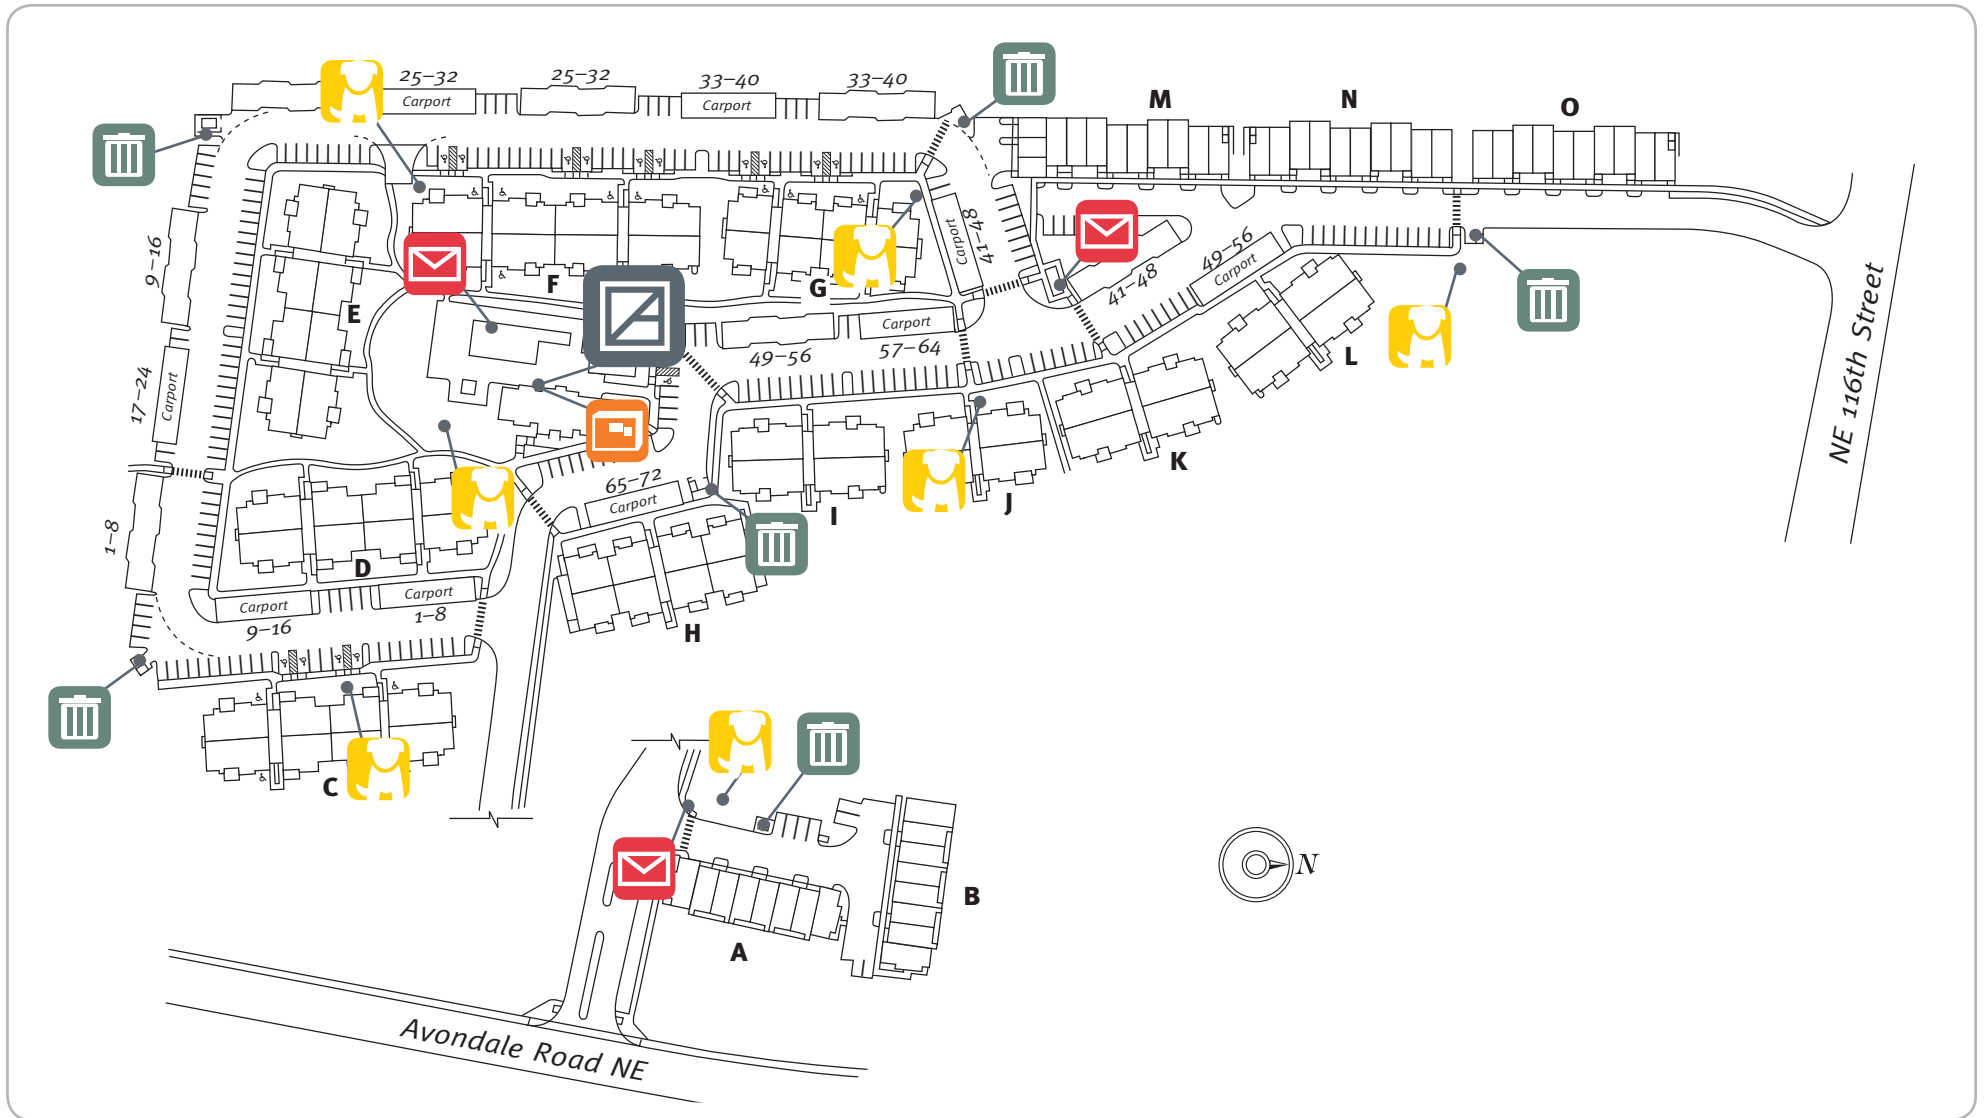 25–32
Carport
25–32
33–40
Carport
33–40
M
N
O
9–16
E
F
G
Carport
41–48
41–48
49–56
Carport
L
NE 116th Street
17–24
Carport
49–56
Carport
57–64
K
J
I
65–72
Carport
H
1–8
D
Carport
9–16
Carport
1–8
C
A
B
N
Avondale Road NE